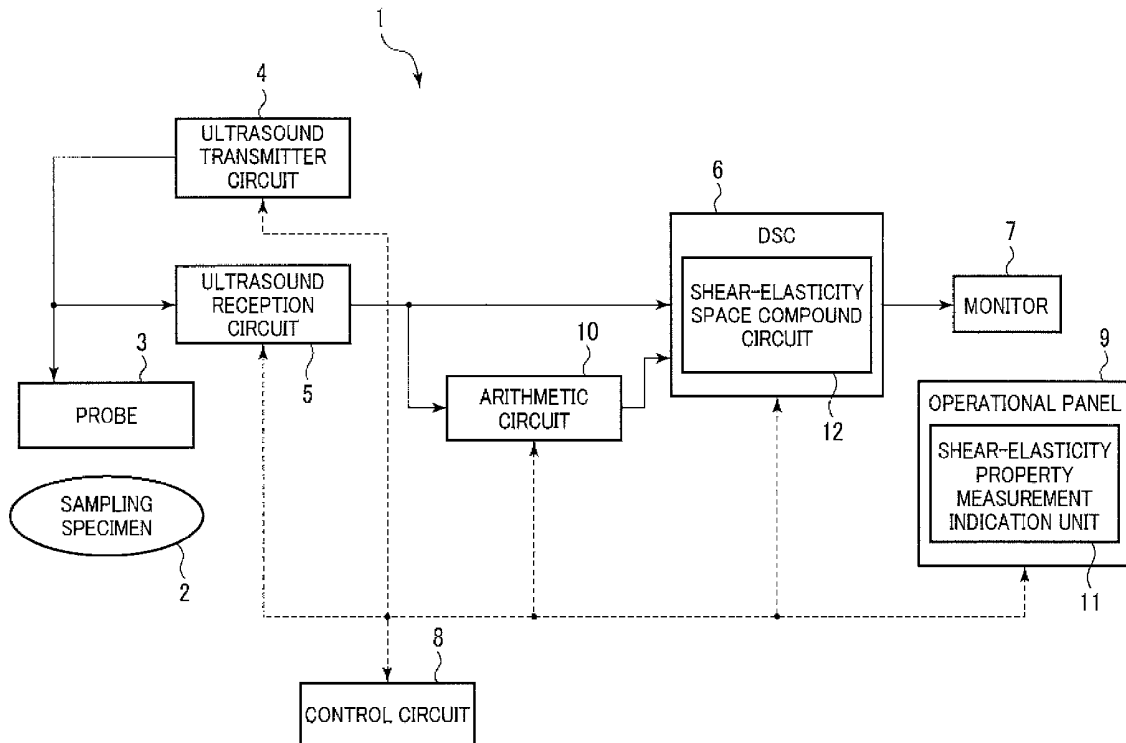 1
4
ULTRASOUND
TRANSMITTER
CIRCUIT
6
DSC
7
ULTRASOUND
RECEPTION
CIRCUIT
SHEAR-ELASTICITY
SPACE COMPOUND
CIRCUIT
MONITOR
3
5
10
9
PROBE
ARITHMETIC
CIRCUIT
12
OPERATIONAL PANEL
SHEAR-ELASTICITY
PROPERTY
MEASUREMENT
INDICATION UNIT
SAMPLING
SPECIMEN
2
11
8
CONTROL CIRCUIT